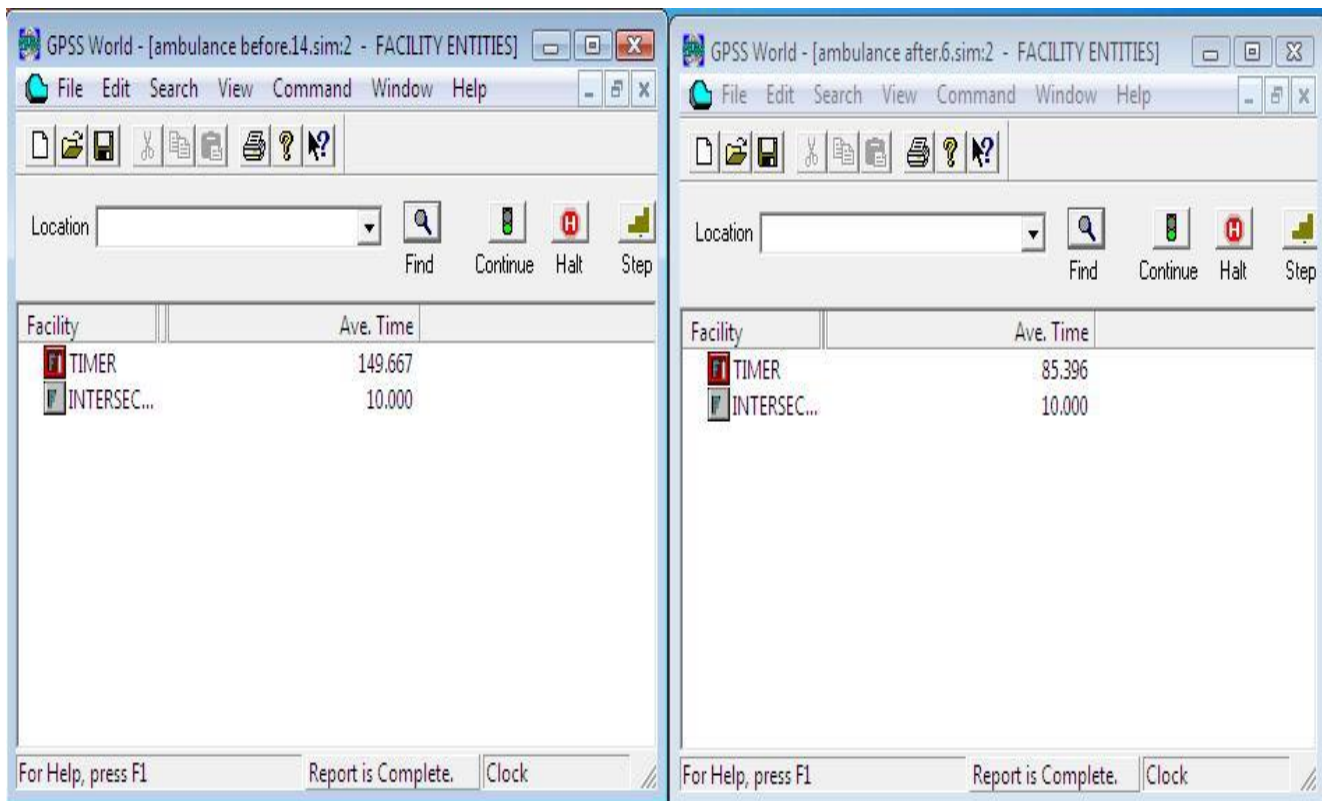 GPSS World - [ambulance before.14.sim:2 - FACILITY ENTITIES]
File Edit Search View Command Window Help
Location
Find Continue Halt Step
Facility Ave. Time
TIMER 149.667
INTERSEC... 10.000
For Help, press F1 Report is Complete. Clock
GPSS World - [ambulance after.6.sim:2 - FACILITY ENTITIES]
File Edit Search View Command Window Help
Location
Find Continue Halt Step
Facility Ave. Time
TIMER 85.396
INTERSEC... 10.000
For Help, press F1 Report is Complete. Clock